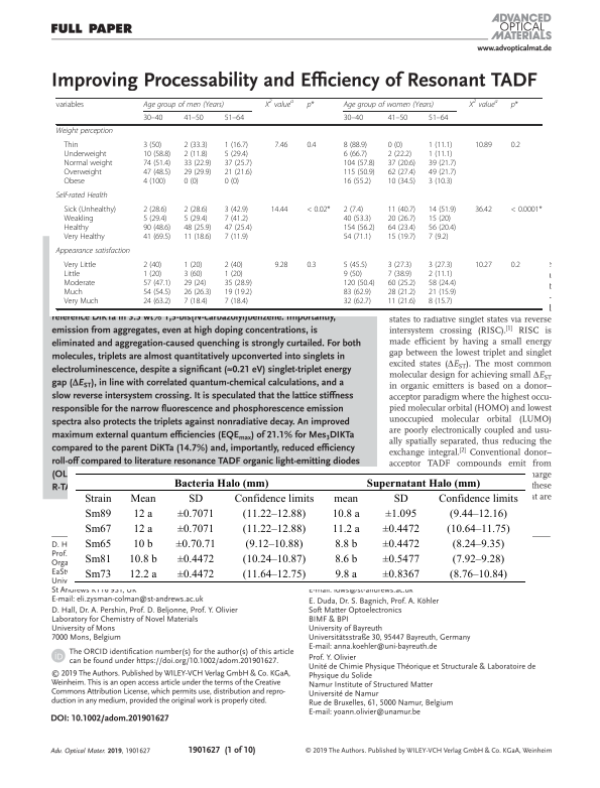 FULL PAPER
ADVANCED
OPTICAL
MATERIALS
www.advopticalmat.de
Improving Processability and Efficiency of Resonant TADF
variables Age group of men (Years) X² valueª p* Age group of women (Years) X² valueª p*
30–40 41–50 51–64 30–40 41–50 51–64
Weight perception
Thin 3 (50) 2 (33.3) 1 (16.7) 7.46 0.4 8 (88.9) 0 (0) 1 (11.1) 10.89 0.2
Underweight 10 (58.8) 2 (11.8) 5 (29.4) 6 (66.7) 2 (22.2) 1 (11.1)
Normal weight 74 (51.4) 33 (22.9) 37 (25.7) 104 (57.8) 37 (20.6) 39 (21.7)
Overweight 47 (48.5) 29 (29.9) 21 (21.6) 115 (50.9) 62 (27.4) 49 (21.7)
Obese 4 (100) 0 (0) 0 (0) 16 (55.2) 10 (34.5) 3 (10.3)
Self-rated Health
Sick (Unhealthy) 2 (28.6) 2 (28.6) 3 (42.9) 14.44 < 0.02* 2 (7.4) 11 (40.7) 14 (51.9) 36.42 < 0.0001*
Weakling 5 (29.4) 5 (29.4) 7 (41.2) 40 (53.3) 20 (26.7) 15 (20)
Healthy 90 (48.6) 48 (25.9) 47 (25.4) 154 (56.2) 64 (23.4) 56 (20.4)
Very Healthy 41 (69.5) 11 (18.6) 7 (11.9) 54 (71.1) 15 (19.7) 7 (9.2)
Appearance satisfaction
Very Little 2 (40) 1 (20) 2 (40) 9.28 0.3 5 (45.5) 3 (27.3) 3 (27.3) 10.27 0.2
Little 1 (20) 3 (60) 1 (20) 9 (50) 7 (38.9) 2 (11.1)
Moderate 57 (47.1) 29 (24) 35 (28.9) 120 (50.4) 60 (25.2) 58 (24.4)
Much 54 (54.5) 26 (26.3) 19 (19.2) 83 (62.9) 28 (21.2) 21 (15.9)
Very Much 24 (63.2) 7 (18.4) 7 (18.4) 32 (62.7) 11 (21.6) 8 (15.7)
reference DiKTa in 3.5 wt% 1,3-bis(N-carbazolyl)benzene. Importantly,
emission from aggregates, even at high doping concentrations, is
eliminated and aggregation-caused quenching is strongly curtailed. For both
molecules, triplets are almost quantitatively upconverted into singlets in
electroluminescence, despite a significant (≈0.21 eV) singlet-triplet energy
gap (ΔEST), in line with correlated quantum-chemical calculations, and a
slow reverse intersystem crossing. It is speculated that the lattice stiffness
responsible for the narrow fluorescence and phosphorescence emission
spectra also protects the triplets against nonradiative decay. An improved
maximum external quantum efficiencies (EQEmax) of 21.1% for Mes3DIKTa
compared to the parent DiKTa (14.7%) and, importantly, reduced efficiency
roll-off compared to literature resonance TADF organic light-emitting diodes
(OL
R-TA
states to radiative singlet states via reverse
intersystem crossing (RISC).[1] RISC is
made efficient by having a small energy
gap between the lowest triplet and singlet
excited states (ΔEST). The most common
molecular design for achieving small ΔEST
in organic emitters is based on a donor–
acceptor paradigm where the highest occu-
pied molecular orbital (HOMO) and lowest
unoccupied molecular orbital (LUMO)
are poorly electronically coupled and usu-
ally spatially separated, thus reducing the
exchange integral.[2] Conventional donor–
acceptor TADF compounds emit from
harge
these
t are
Bacteria Halo (mm) Supernatant Halo (mm)
Strain Mean SD Confidence limits mean SD Confidence limits
Sm89 12 a ±0.7071 (11.22–12.88) 10.8 a ±1.095 (9.44–12.16)
Sm67 12 a ±0.7071 (11.22–12.88) 11.2 a ±0.4472 (10.64–11.75)
Sm65 10 b ±0.70.71 (9.12–10.88) 8.8 b ±0.4472 (8.24–9.35)
Sm81 10.8 b ±0.4472 (10.24–10.87) 8.6 b ±0.5477 (7.92–9.28)
Sm73 12.2 a ±0.4472 (11.64–12.75) 9.8 a ±0.8367 (8.76–10.84)
D. H
Prof.
Orga
EaSt
Univ
St Andrews KY16 9ST, UK
E-mail: eli.zysman-colman@st-andrews.ac.uk
D. Hall, Dr. A. Pershin, Prof. D. Beljonne, Prof. Y. Olivier
Laboratory for Chemistry of Novel Materials
University of Mons
7000 Mons, Belgium
The ORCID identification number(s) for the author(s) of this article
can be found under https://doi.org/10.1002/adom.201901627.
© 2019 The Authors. Published by WILEY-VCH Verlag GmbH & Co. KGaA,
Weinheim. This is an open access article under the terms of the Creative
Commons Attribution License, which permits use, distribution and repro-
duction in any medium, provided the original work is properly cited.
DOI: 10.1002/adom.201901627
E-mail: idws@st-andrews.ac.uk
E. Duda, Dr. S. Bagnich, Prof. A. Köhler
Soft Matter Optoelectronics
BIMF & BPI
University of Bayreuth
Universitätsstraße 30, 95447 Bayreuth, Germany
E-mail: anna.koehler@uni-bayreuth.de
Prof. Y. Olivier
Unité de Chimie Physique Théorique et Structurale & Laboratoire de
Physique du Solide
Namur Institute of Structured Matter
Université de Namur
Rue de Bruxelles, 61, 5000 Namur, Belgium
E-mail: yoann.olivier@unamur.be
Adv. Optical Mater. 2019, 1901627 1901627 (1 of 10) © 2019 The Authors. Published by WILEY-VCH Verlag GmbH & Co. KGaA, Weinheim